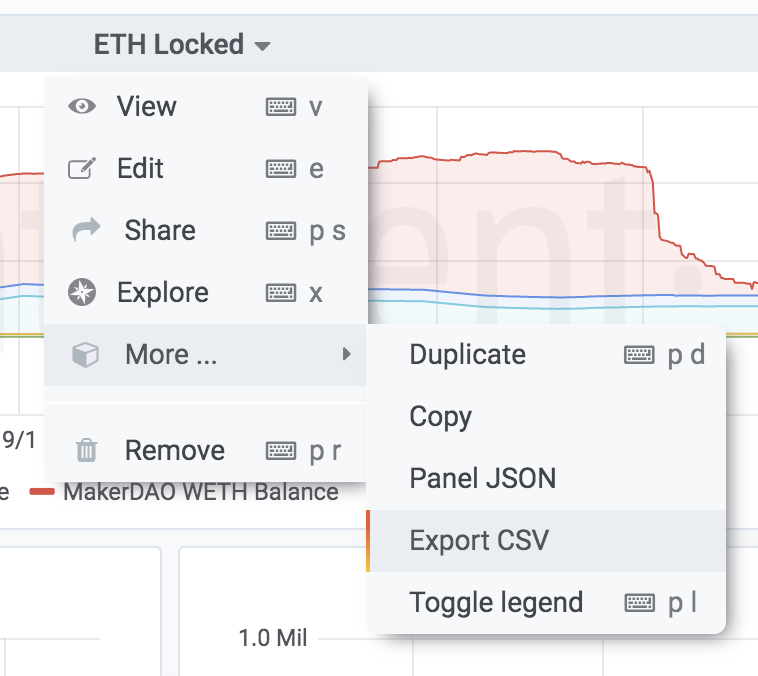 ETH Locked
View v
Edit e
Share p s
Explore x
More ...
Remove p r
Duplicate p d
Copy
Panel JSON
Export CSV
Toggle legend p l
9/1
e MakerDAO WETH Balance
1.0 Mil